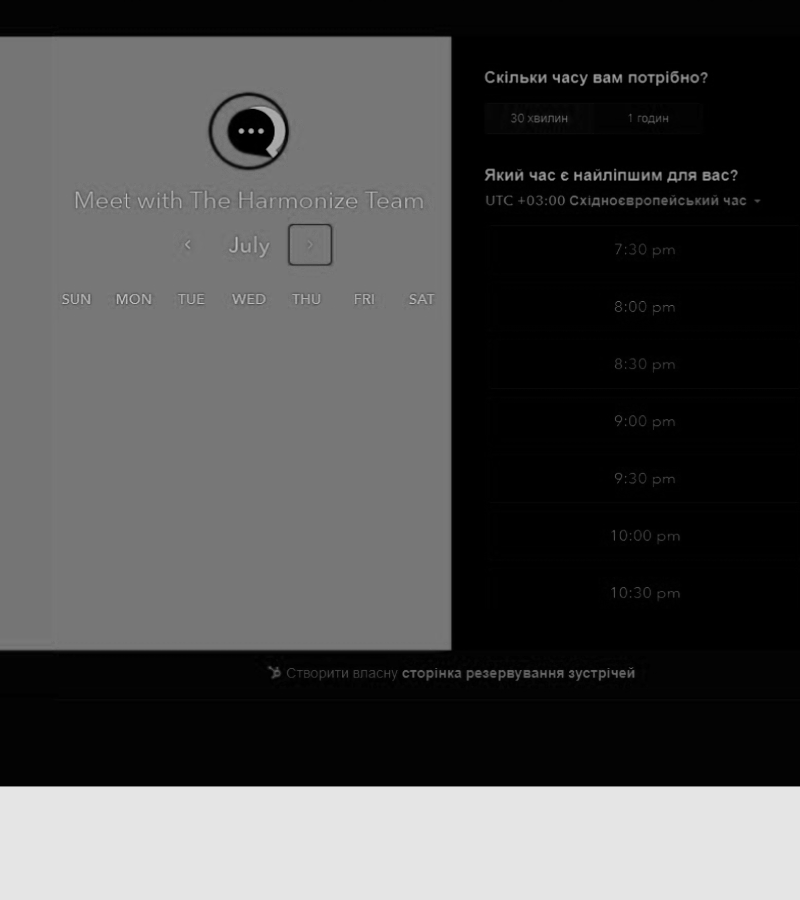 Meet with The Harmonize Team
July
SUN MON TUE WED THU FRI SAT
Скільки часу вам потрібно?
30 хвилин 1 годин
Який час є найліпшим для вас?
UTC +03:00 Східноєвропейський час
7:30 pm
8:00 pm
8:30 pm
9:00 pm
9:30 pm
10:00 pm
10:30 pm
Створити власну сторінка резервування зустрічей